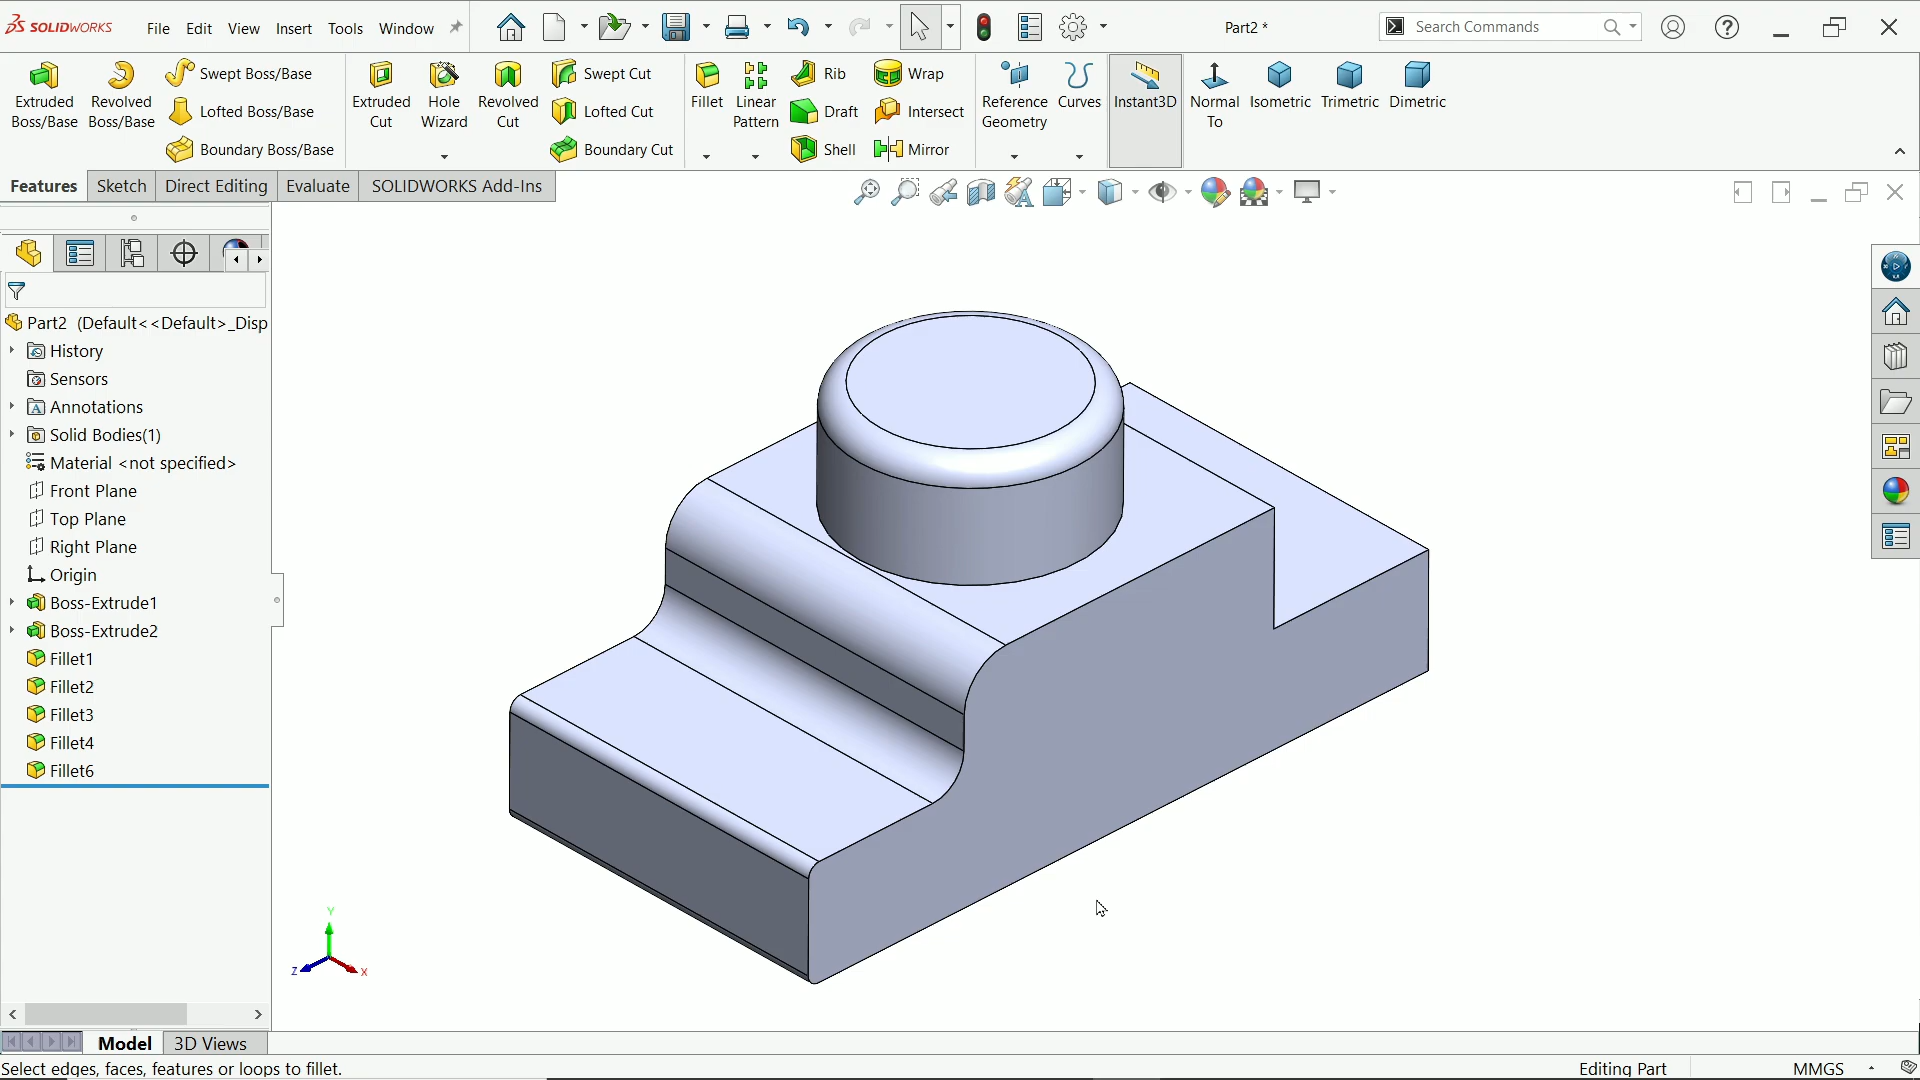 SOLIDWORKS File Edit View Insert Tools Window Part2 * Search Commands
Extruded Boss/Base
Revolved Boss/Base
Swept Boss/Base
Lofted Boss/Base
Boundary Boss/Base
Extruded Cut
Hole Wizard
Revolved Cut
Swept Cut
Lofted Cut
Boundary Cut
Fillet
Linear Pattern
Rib
Draft
Shell
Wrap
Intersect
Mirror
Reference Geometry
Curves
Instant3D
Normal To
Isometric
Trimetric
Dimetric
Features Sketch Direct Editing Evaluate SOLIDWORKS Add-Ins
Part2 (Default<<Default>_Disp
History
Sensors
Annotations
Solid Bodies(1)
Material <not specified>
Front Plane
Top Plane
Right Plane
Origin
Boss-Extrude1
Boss-Extrude2
Fillet1
Fillet2
Fillet3
Fillet4
Fillet6
Y
Z X
Model 3D Views
Select edges, faces, features or loops to fillet. Editing Part MMGS